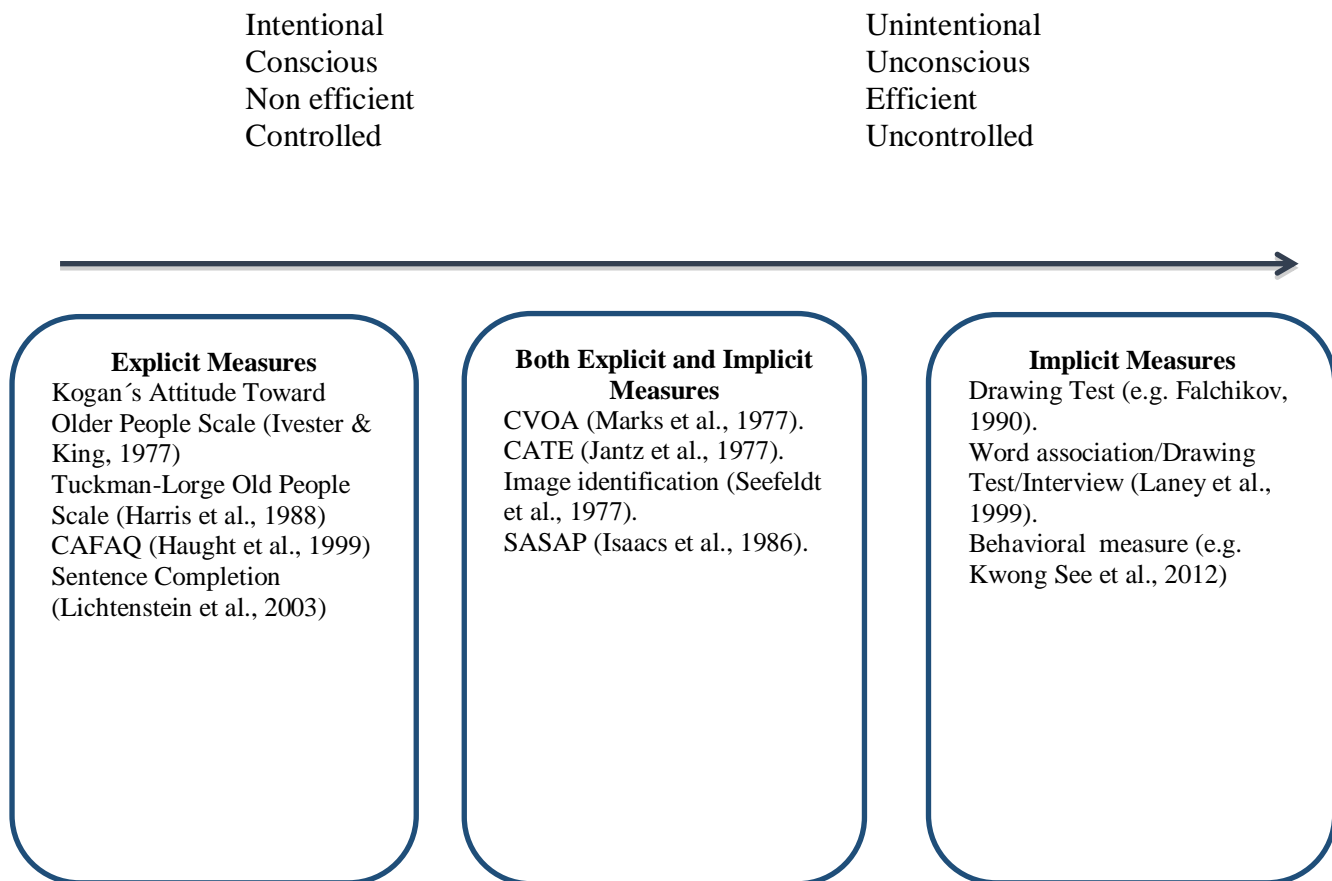 Intentional
Conscious
Non efficient
Controlled
Unintentional
Unconscious
Efficient
Uncontrolled
Explicit Measures
Kogan´s Attitude Toward
Older People Scale (Ivester &
King, 1977)
Tuckman-Lorge Old People
Scale (Harris et al., 1988)
CAFAQ (Haught et al., 1999)
Sentence Completion
(Lichtenstein et al., 2003)
Both Explicit and Implicit
Measures
CVOA (Marks et al., 1977).
CATE (Jantz et al., 1977).
Image identification (Seefeldt
et al., 1977).
SASAP (Isaacs et al., 1986).
Implicit Measures
Drawing Test (e.g. Falchikov,
1990).
Word association/Drawing
Test/Interview (Laney et al.,
1999).
Behavioral measure (e.g.
Kwong See et al., 2012)